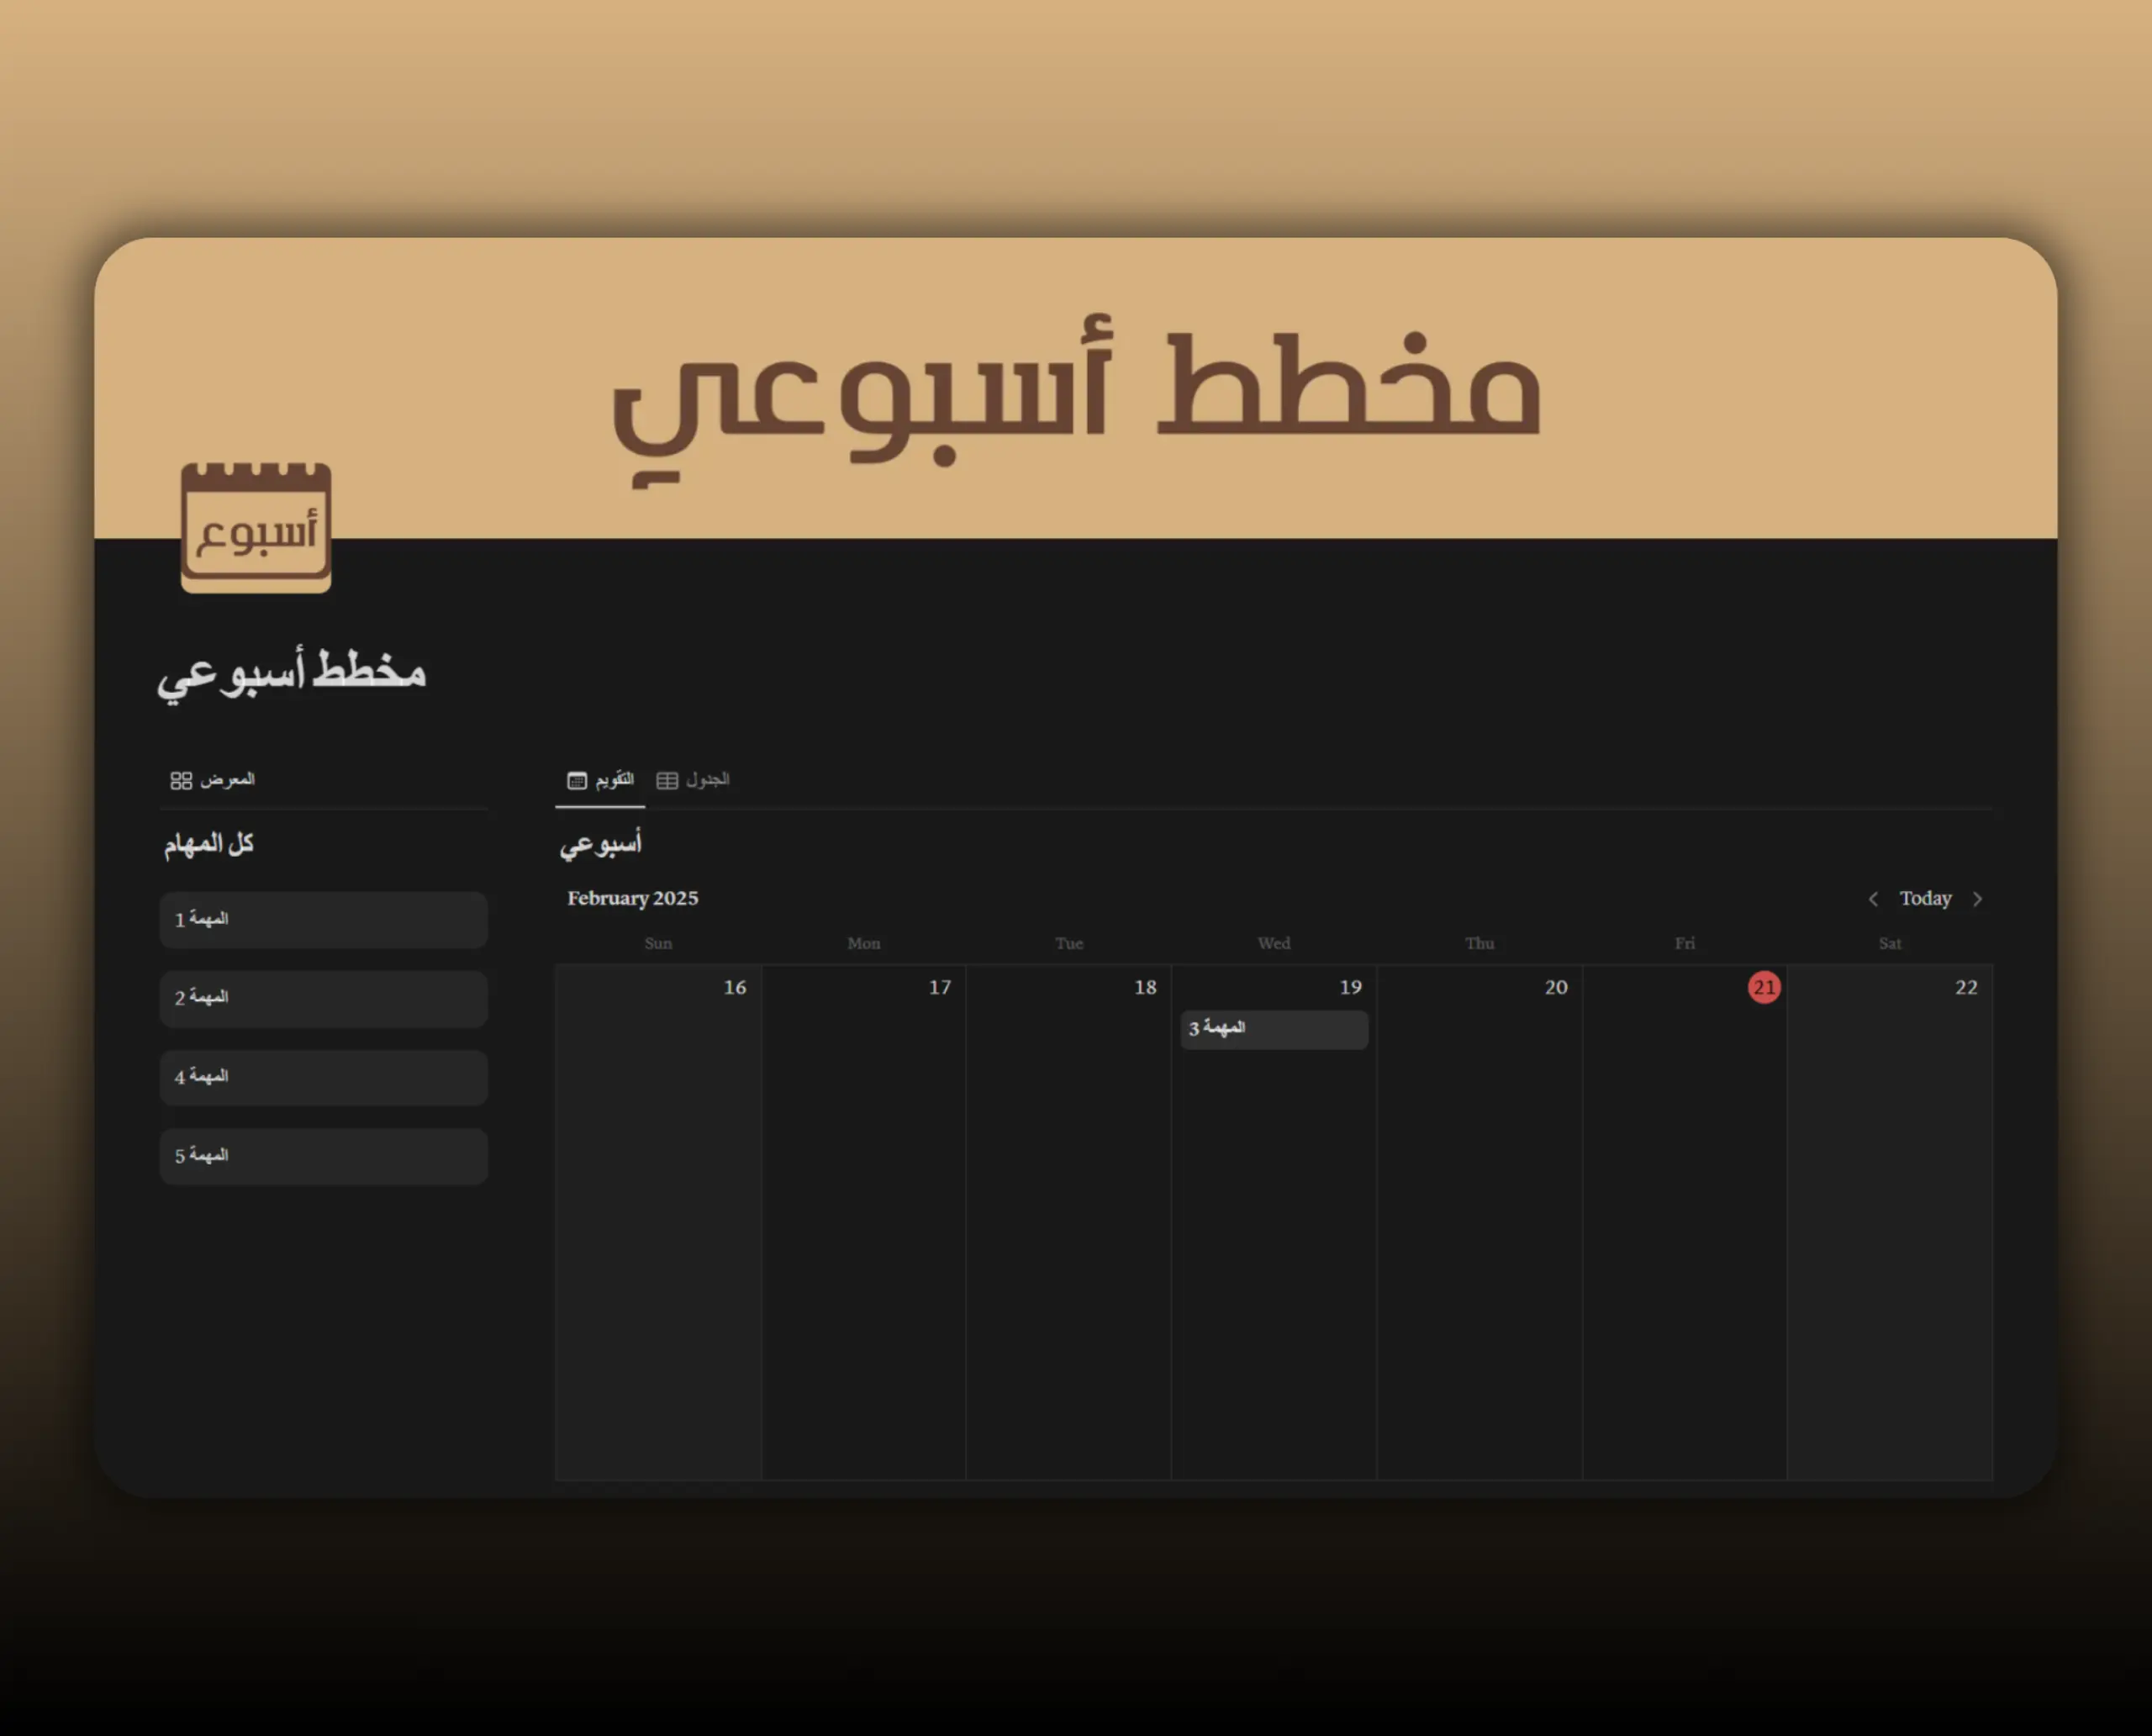 مخطط أسبوعي
أسبوع
مخطط أسبوعي
المعرض
كل المهام
المهمة 1
المهمة 2
المهمة 4
المهمة 5
التقويم الجدول
أسبوعي
February 2025 Today
Sun Mon Tue Wed Thu Fri Sat
16 17 18 19 20 21 22
المهمة 3